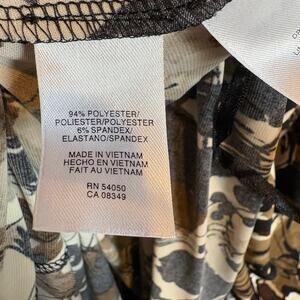 94% POLYESTER/
POLIESTER/POLYESTER
6% SPANDEX/
ELASTANO/SPANDEX
MADE IN VIETNAM
HECHO EN VIETNAM
FAIT AU VIETNAM
RN 54050
CA 08349